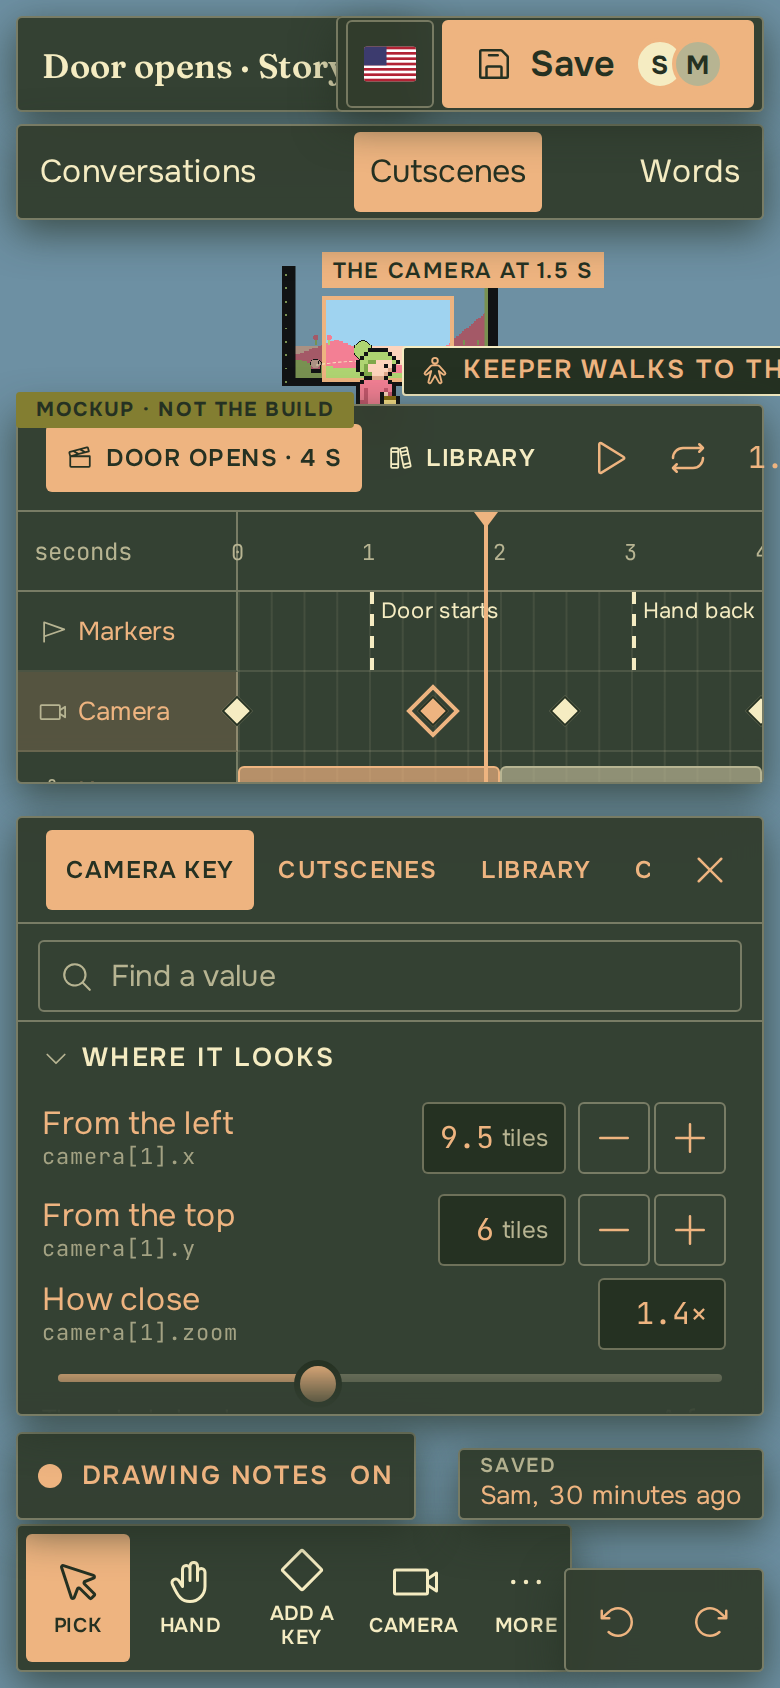 Door opens · Story
Save
S
M
Conversations
Cutscenes
Words
THE CAMERA AT 1.5 S
KEEPER WALKS TO TH
MOCKUP · NOT THE BUILD
DOOR OPENS · 4 S
LIBRARY
1.
seconds
0
1
2
3
4
Markers
Door starts
Hand back
Camera
CAMERA KEY
CUTSCENES
LIBRARY
C
Find a value
WHERE IT LOOKS
From the left
camera[1].x
9.5 tiles
From the top
camera[1].y
6 tiles
How close
camera[1].zoom
1.4×
DRAWING NOTES ON
SAVED
Sam, 30 minutes ago
PICK
HAND
ADD A
KEY
CAMERA
MORE